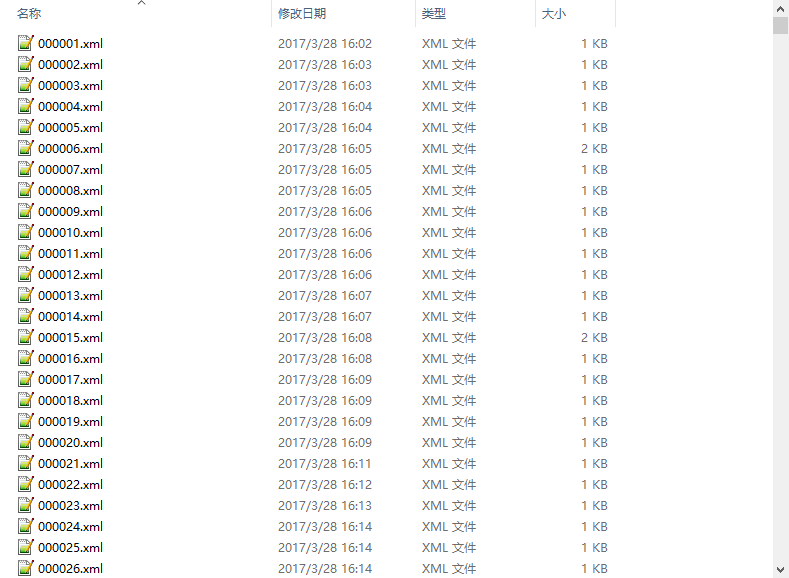 名称 修改日期 类型 大小
000001.xml 2017/3/28 16:02 XML 文件 1 KB
000002.xml 2017/3/28 16:03 XML 文件 1 KB
000003.xml 2017/3/28 16:03 XML 文件 1 KB
000004.xml 2017/3/28 16:04 XML 文件 1 KB
000005.xml 2017/3/28 16:04 XML 文件 1 KB
000006.xml 2017/3/28 16:05 XML 文件 2 KB
000007.xml 2017/3/28 16:05 XML 文件 1 KB
000008.xml 2017/3/28 16:05 XML 文件 1 KB
000009.xml 2017/3/28 16:06 XML 文件 1 KB
000010.xml 2017/3/28 16:06 XML 文件 1 KB
000011.xml 2017/3/28 16:06 XML 文件 1 KB
000012.xml 2017/3/28 16:06 XML 文件 1 KB
000013.xml 2017/3/28 16:07 XML 文件 1 KB
000014.xml 2017/3/28 16:07 XML 文件 1 KB
000015.xml 2017/3/28 16:08 XML 文件 2 KB
000016.xml 2017/3/28 16:08 XML 文件 1 KB
000017.xml 2017/3/28 16:09 XML 文件 1 KB
000018.xml 2017/3/28 16:09 XML 文件 1 KB
000019.xml 2017/3/28 16:09 XML 文件 1 KB
000020.xml 2017/3/28 16:09 XML 文件 1 KB
000021.xml 2017/3/28 16:11 XML 文件 1 KB
000022.xml 2017/3/28 16:12 XML 文件 1 KB
000023.xml 2017/3/28 16:13 XML 文件 1 KB
000024.xml 2017/3/28 16:14 XML 文件 1 KB
000025.xml 2017/3/28 16:14 XML 文件 1 KB
000026.xml 2017/3/28 16:14 XML 文件 1 KB